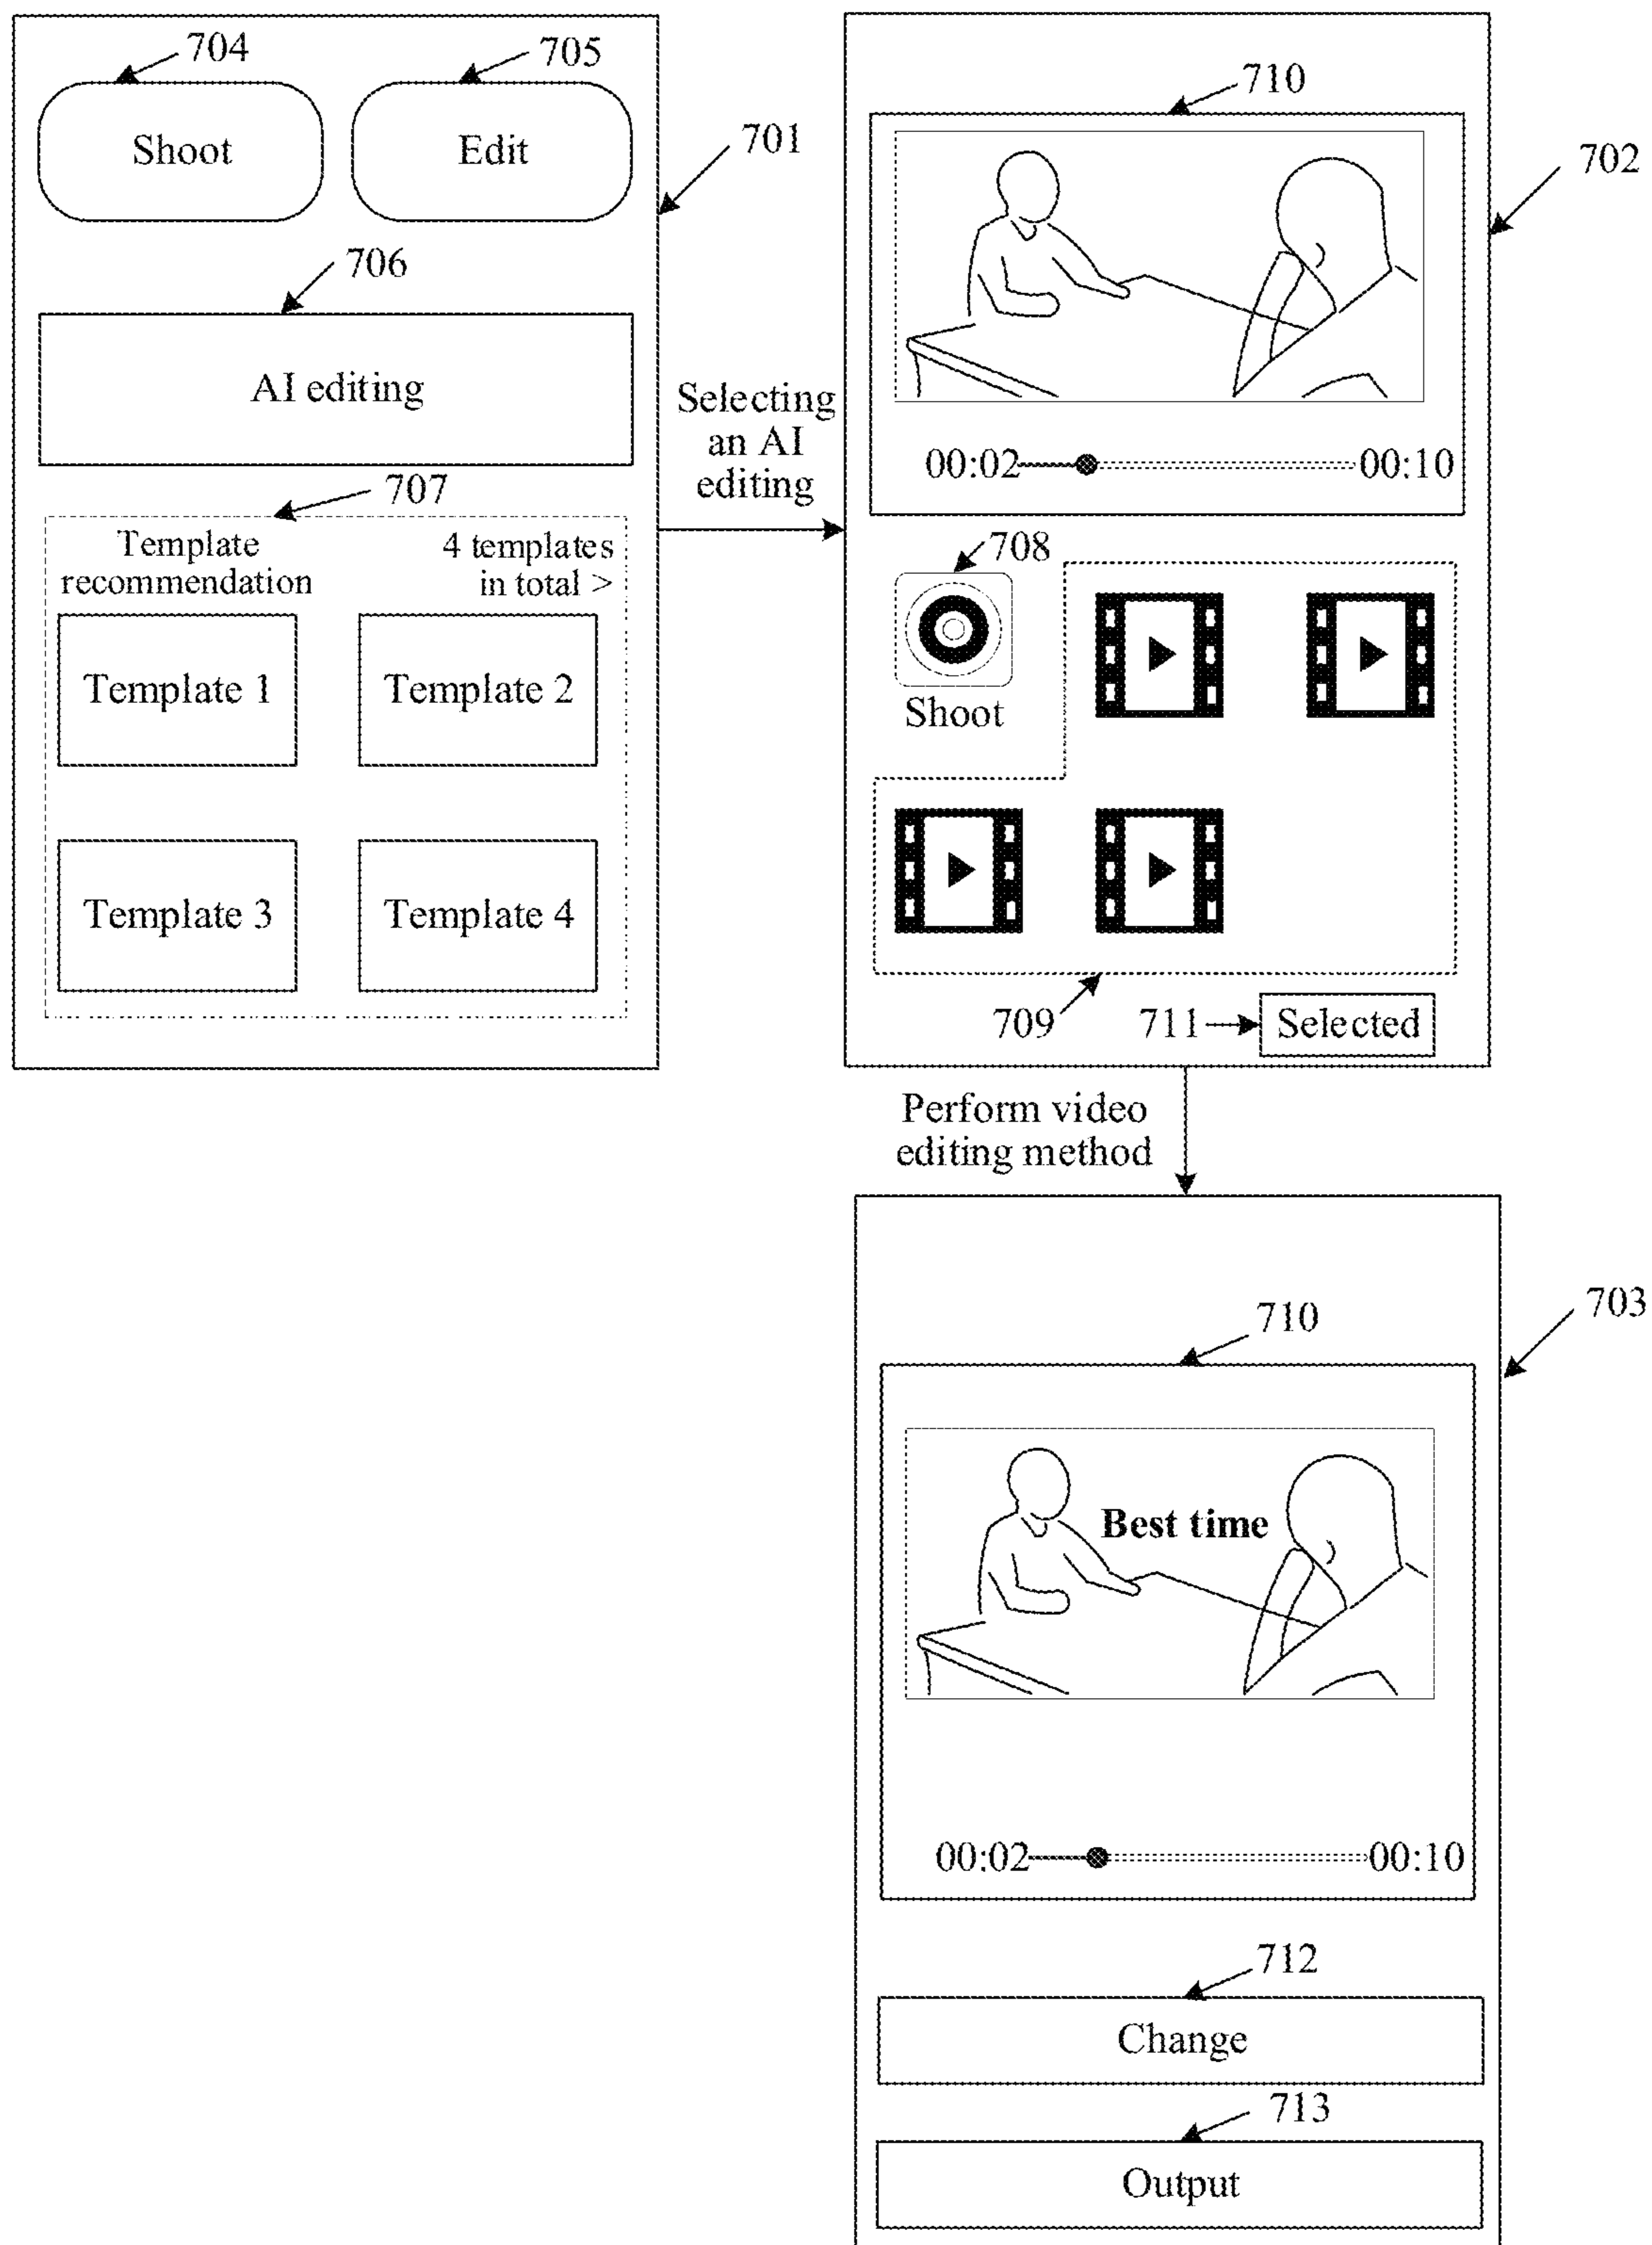 704
705
Shoot
Edit
701
706
AI editing
707
Template
recommendation
4 templates
in total >
Template 1
Template 2
Template 3
Template 4
Selecting
an AI
editing
710
702
00:02
00:10
708
Shoot
709
711
Selected
Perform video
editing method
703
710
Best time
00:02
00:10
712
Change
713
Output